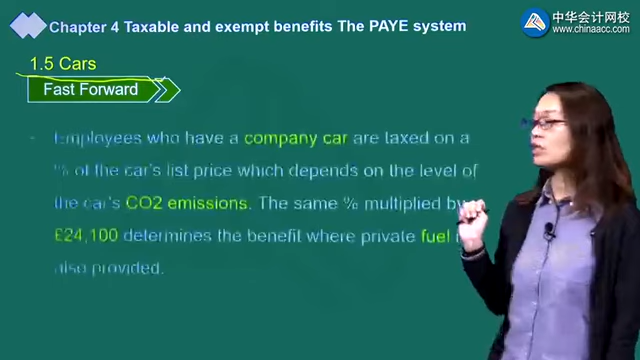 Chapter 4 Taxable and exempt benefits The PAYE system
中华会计网校
www.chinaacc.com
1.5 Cars
Fast Forward
Employees who have a company car are taxed on a
% of the car's list price which depends on the level of
the car's CO2 emissions. The same % multiplied by
£24,100 determines the benefit where private fuel
also provided.